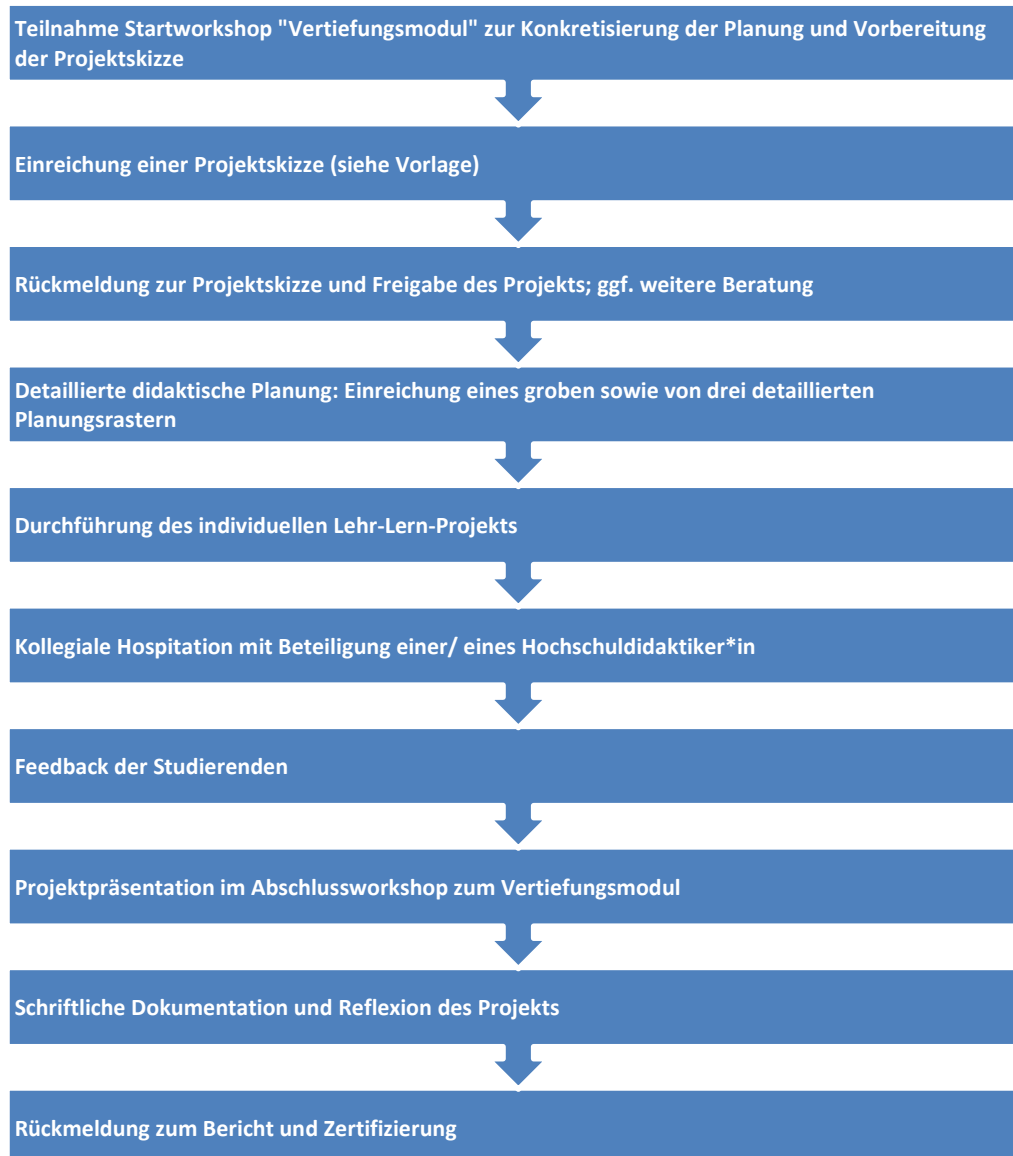 Teilnahme Startworkshop "Vertiefungsmodul" zur Konkretisierung der Planung und Vorbereitung
der Projektskizze
Einreichung einer Projektskizze (siehe Vorlage)
Rückmeldung zur Projektskizze und Freigabe des Projekts; ggf. weitere Beratung
Detaillierte didaktische Planung: Einreichung eines groben sowie von drei detaillierten
Planungsrastern
Durchführung des individuellen Lehr-Lern-Projekts
Kollegiale Hospitation mit Beteiligung einer/ eines Hochschuldidaktiker*in
Feedback der Studierenden
Projektpräsentation im Abschlussworkshop zum Vertiefungsmodul
Schriftliche Dokumentation und Reflexion des Projekts
Rückmeldung zum Bericht und Zertifizierung